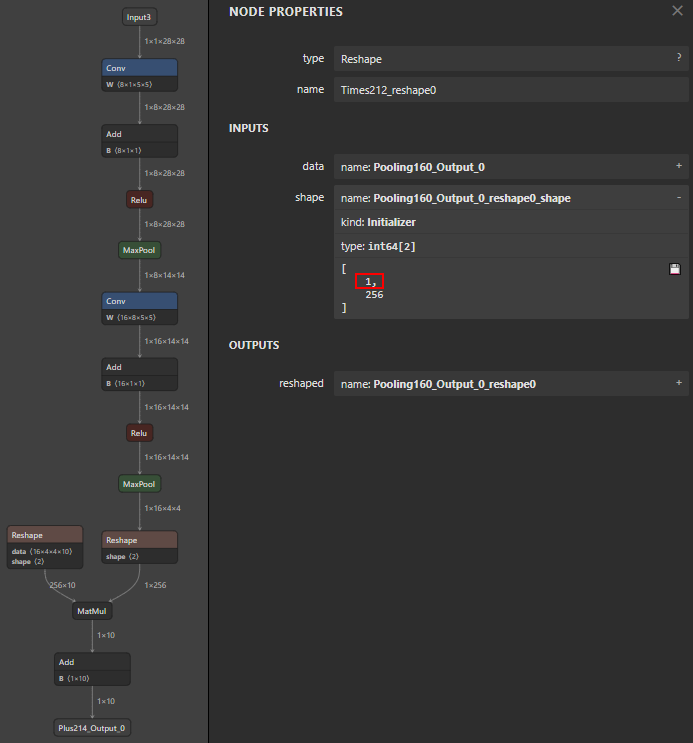 Input3
1×1×28×28
Conv
W ⟨8×1×5×5⟩
1×8×28×28
Add
B ⟨8×1×1⟩
1×8×28×28
Relu
1×8×28×28
MaxPool
1×8×14×14
Conv
W ⟨16×8×5×5⟩
1×16×14×14
Add
B ⟨16×1×1⟩
1×16×14×14
Relu
1×16×14×14
MaxPool
1×16×4×4
Reshape
data ⟨16×4×4×10⟩
shape ⟨2⟩
Reshape
shape ⟨2⟩
256×10
1×256
MatMul
1×10
Add
B ⟨1×10⟩
1×10
Plus214_Output_0
NODE PROPERTIES
type Reshape ?
name Times212_reshape0
INPUTS
data name: Pooling160_Output_0 +
shape name: Pooling160_Output_0_reshape0_shape -
kind: Initializer
type: int64[2]
[
1,
256
]
OUTPUTS
reshaped name: Pooling160_Output_0_reshape0 +